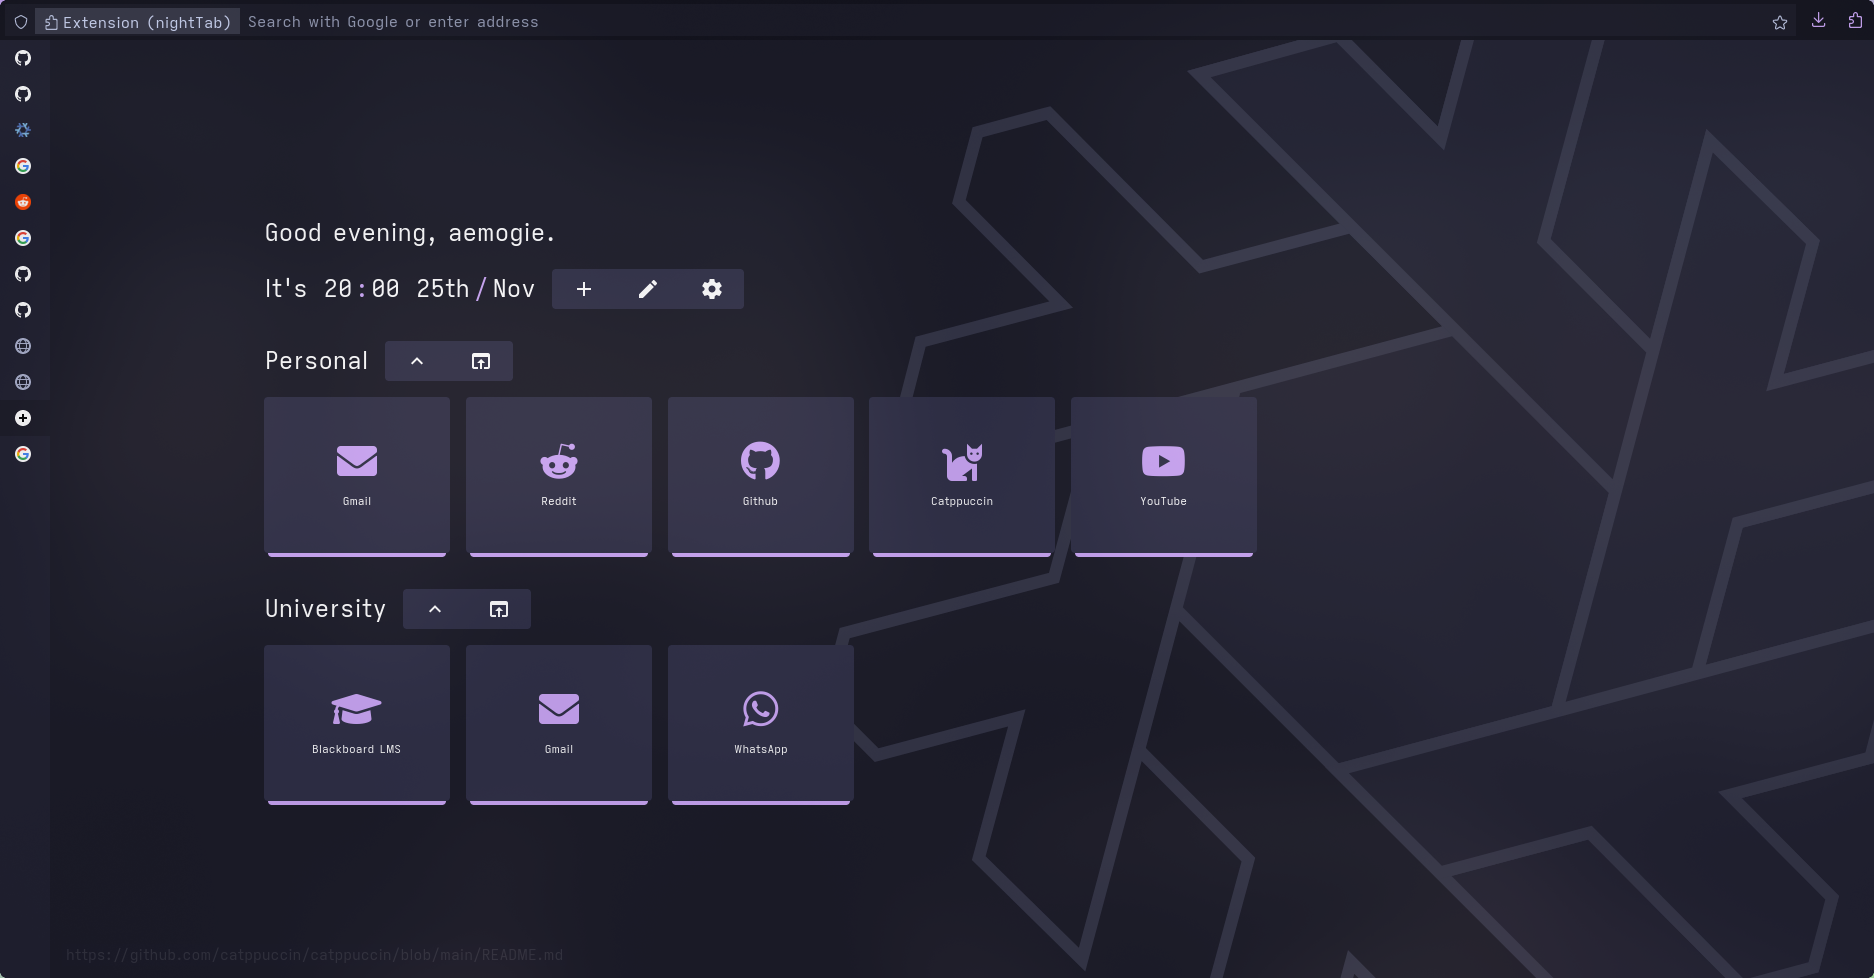 Extension (nightTab) Search with Google or enter address
Good evening, aemogie.
It's 20:00 25th/Nov
Personal
Gmail Reddit Github Catppuccin YouTube
University
Blackboard LMS Gmail WhatsApp
https://github.com/catppuccin/catppuccin/blob/main/README.md